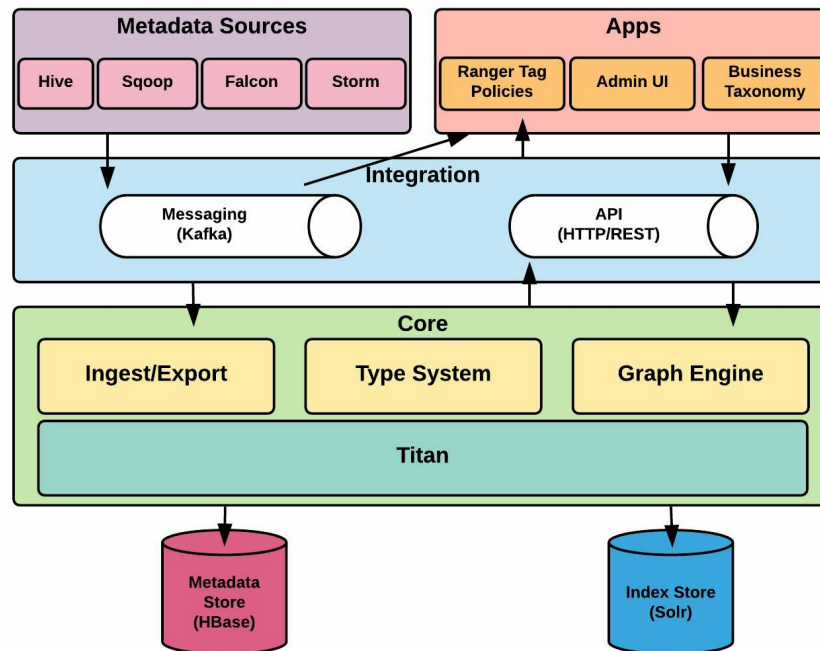 Metadata Sources
Hive
Sqoop
Falcon
Storm
Apps
Ranger Tag
Policies
Admin UI
Business
Taxonomy
Integration
Messaging
(Kafka)
API
(HTTP/REST)
Core
Ingest/Export
Type System
Graph Engine
Titan
Metadata
Store
(HBase)
Index Store
(Solr)